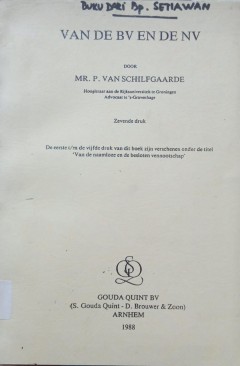 BUKU DARI Bp. SETIAWAN
VAN DE BV EN DE NV
DOOR
MR. P. VAN SCHILFGAARDE
Hoogleraar aan de Rijksuniversiteit te Groningen
Advocaat te 's-Gravenhage
Zevende druk
De eerste t/m de vijfde druk van dit boek zijn verschenen onder de titel
'Van de naamloze en de besloten vennootschap'
GOUDA QUINT BV
(S. Gouda Quint - D. Brouwer & Zoon)
ARNHEM
1988